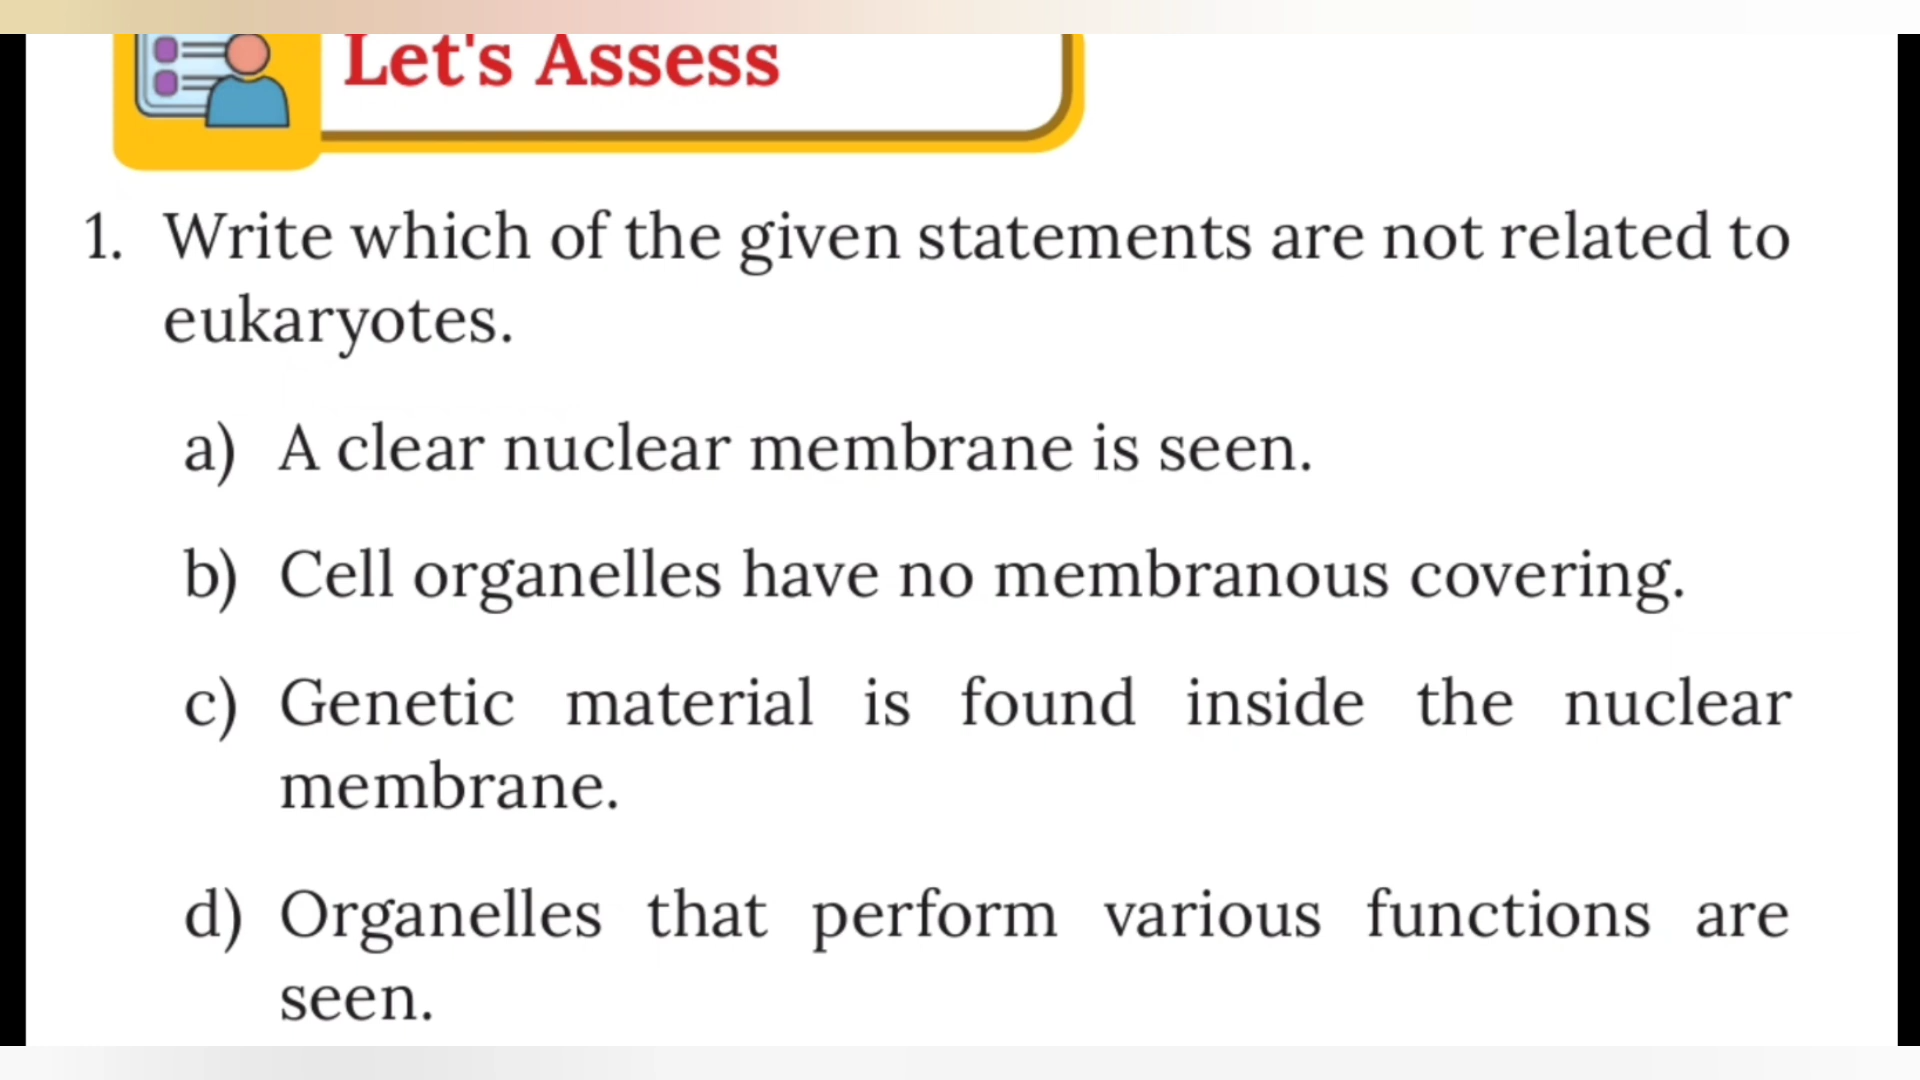 Let's Assess
1. Write which of the given statements are not related to
eukaryotes.
a) A clear nuclear membrane is seen.
b) Cell organelles have no membranous covering.
c) Genetic material is found inside the nuclear
membrane.
d) Organelles that perform various functions are
seen.